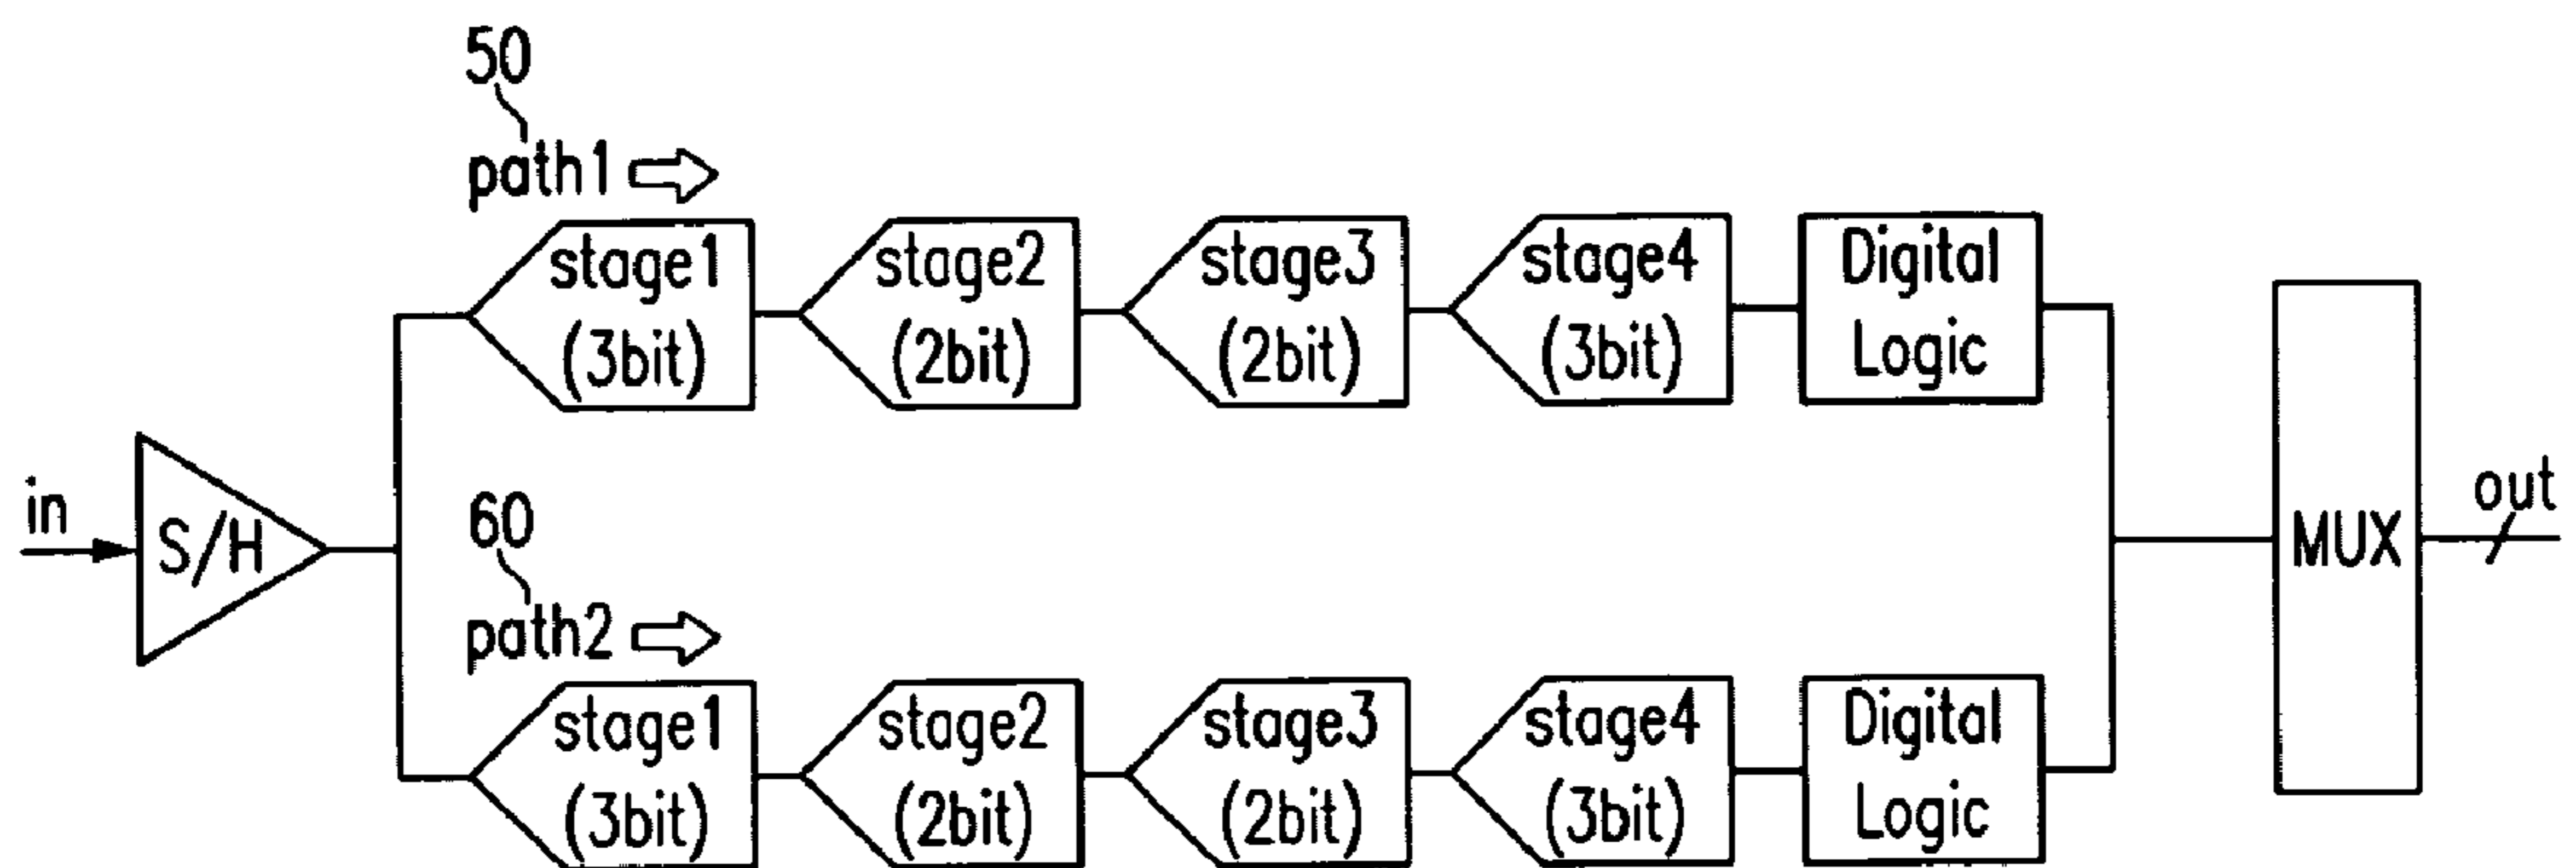 50
path1
stage1
(3bit)
stage2
(2bit)
stage3
(2bit)
stage4
(3bit)
Digital
Logic
in
S/H
MUX
out
60
path2
stage1
(3bit)
stage2
(2bit)
stage3
(2bit)
stage4
(3bit)
Digital
Logic